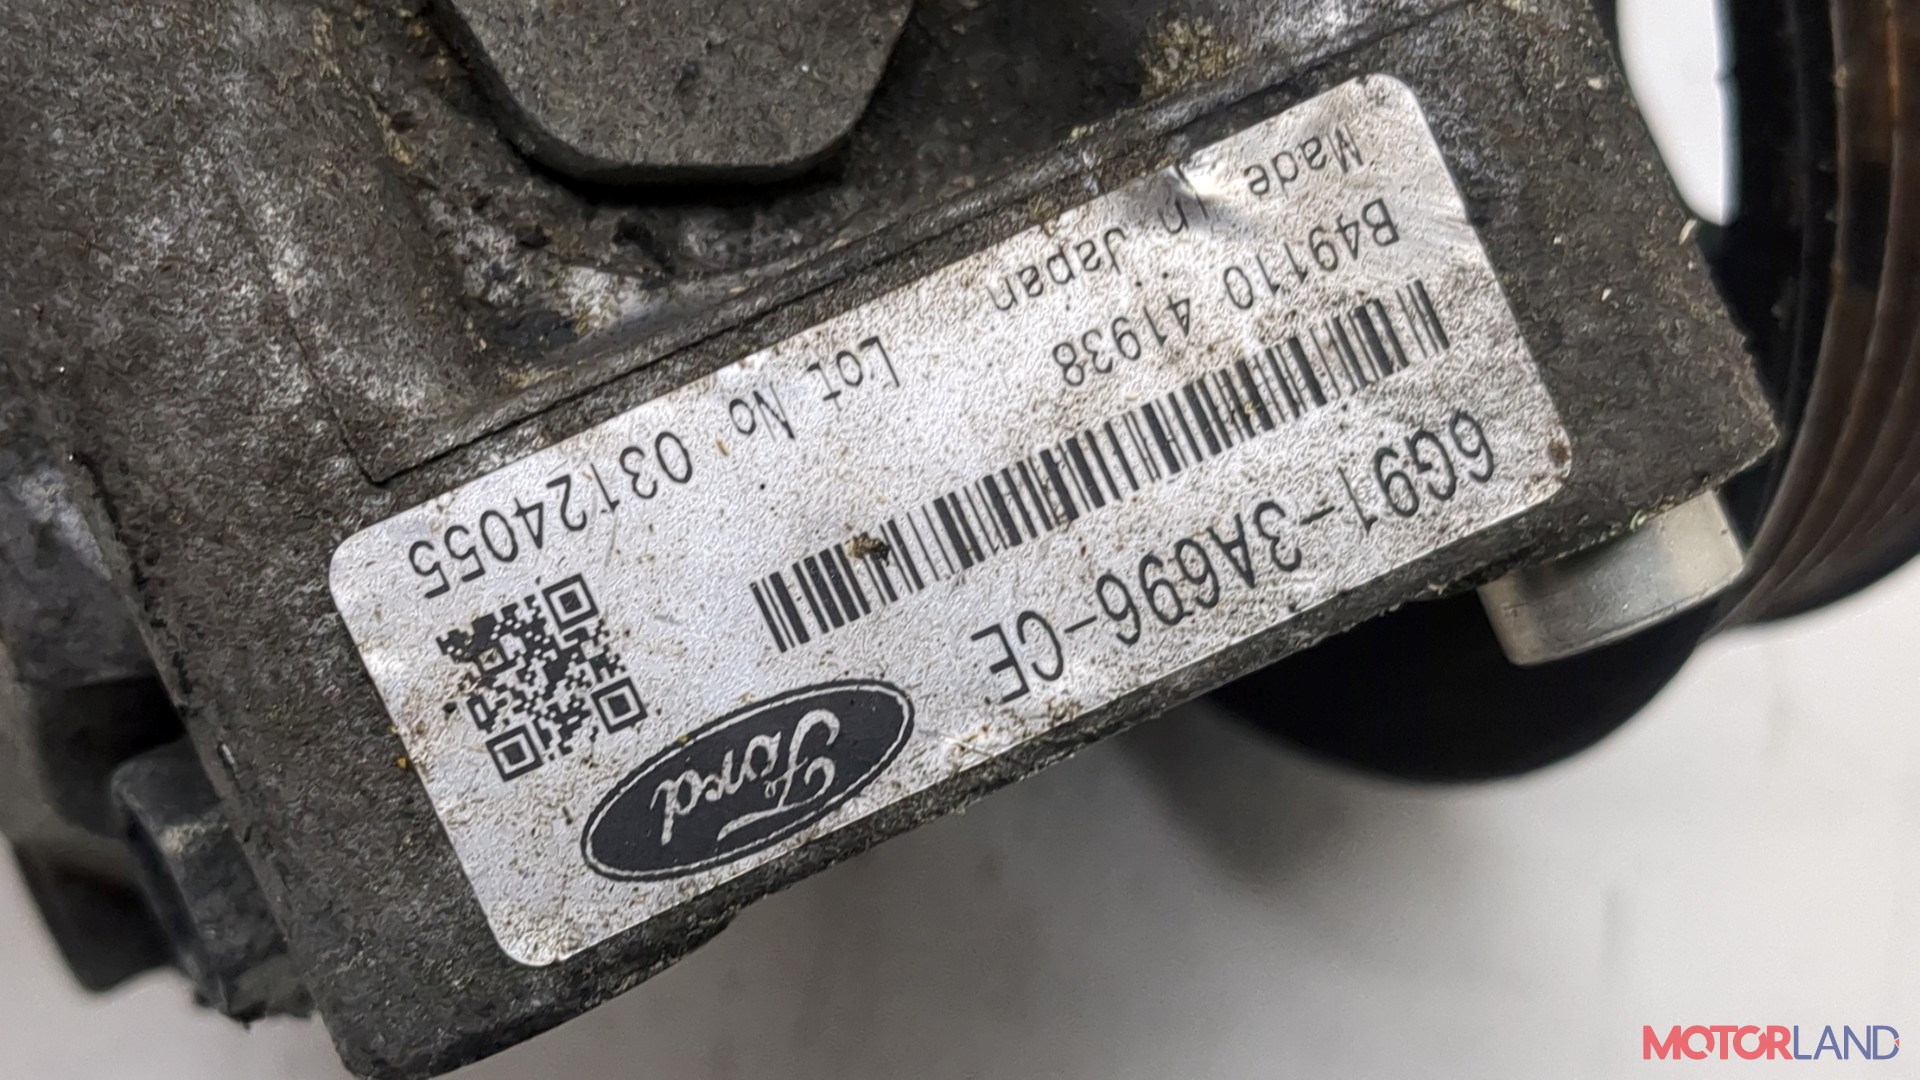 Ford
6G91-3A696-CE
B49110 41938
Made in Japan
Lot No 03124055
MOTORLAND